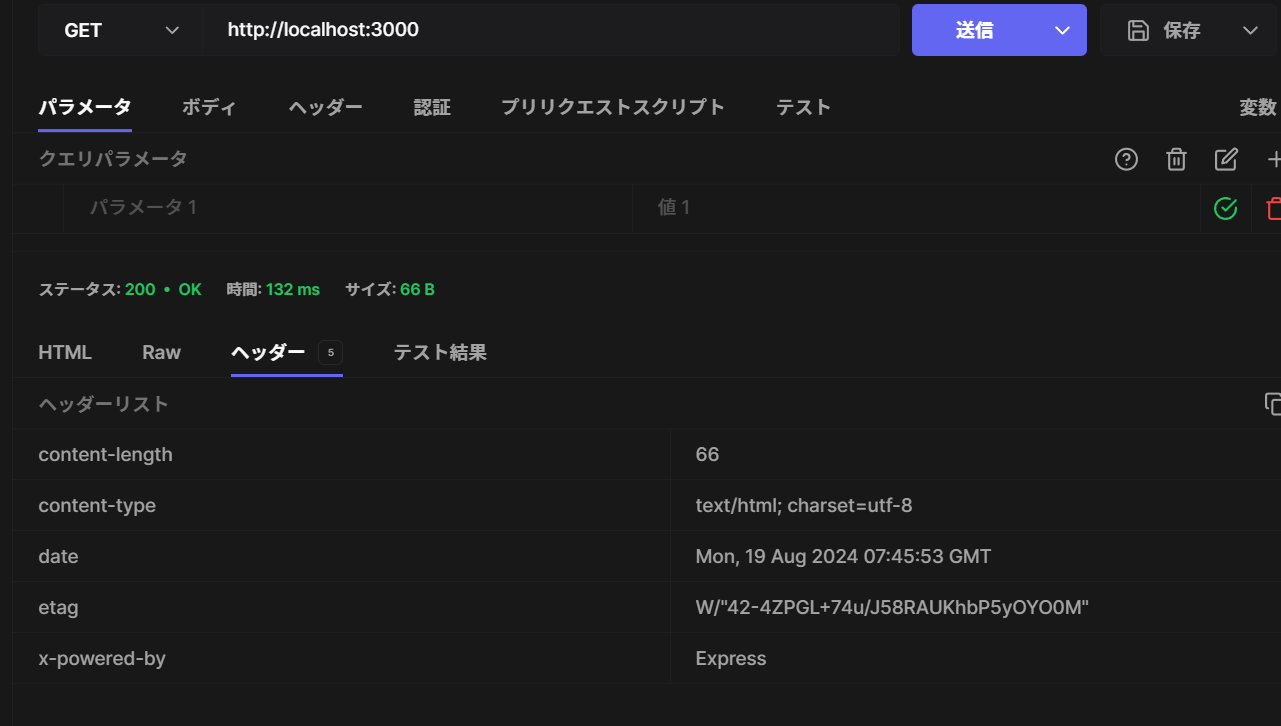 GET http://localhost:3000 送信 保存
パラメータ ボディ ヘッダー 認証 プリリクエストスクリプト テスト 変数
クエリパラメータ
パラメータ 1 値 1
ステータス: 200 • OK 時間: 132 ms サイズ: 66 B
HTML Raw ヘッダー 5 テスト結果
ヘッダーリスト
content-length 66
content-type text/html; charset=utf-8
date Mon, 19 Aug 2024 07:45:53 GMT
etag W/"42-4ZPGL+74u/J58RAUKhbP5yOYO0M"
x-powered-by Express